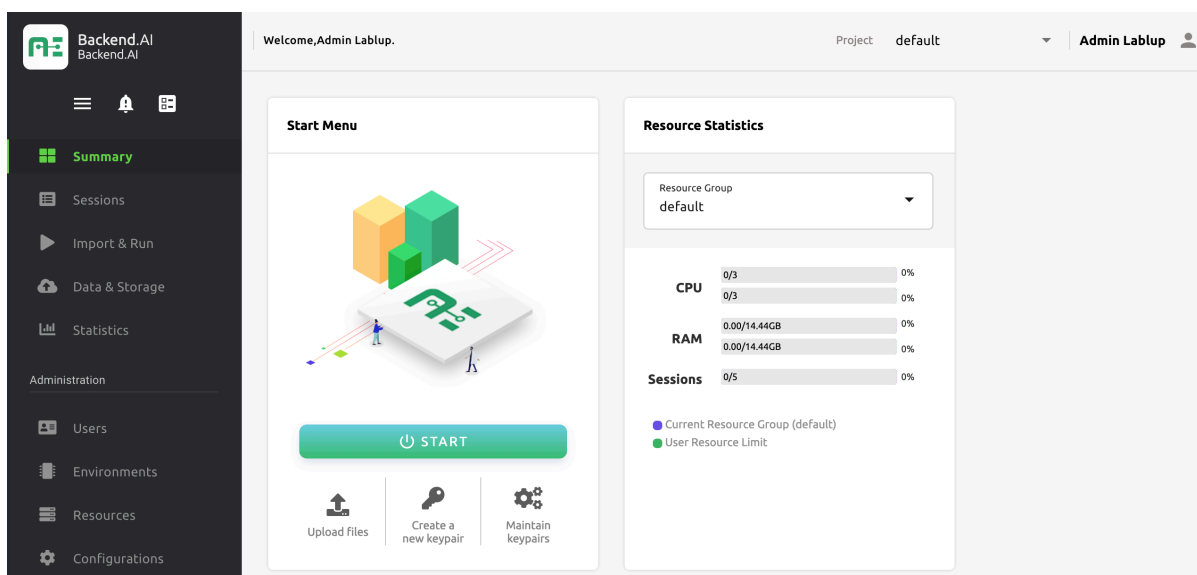 Backend.AI
Backend.AI
Welcome,Admin Lablup.
Project default
Admin Lablup
Summary
Sessions
Import & Run
Data & Storage
Statistics
Administration
Users
Environments
Resources
Configurations
Start Menu
START
Upload files
Create a
new keypair
Maintain
keypairs
Resource Statistics
Resource Group
default
CPU
0/3 0%
0/3 0%
RAM
0.00/14.44GB 0%
0.00/14.44GB 0%
Sessions 0/5 0%
Current Resource Group (default)
User Resource Limit